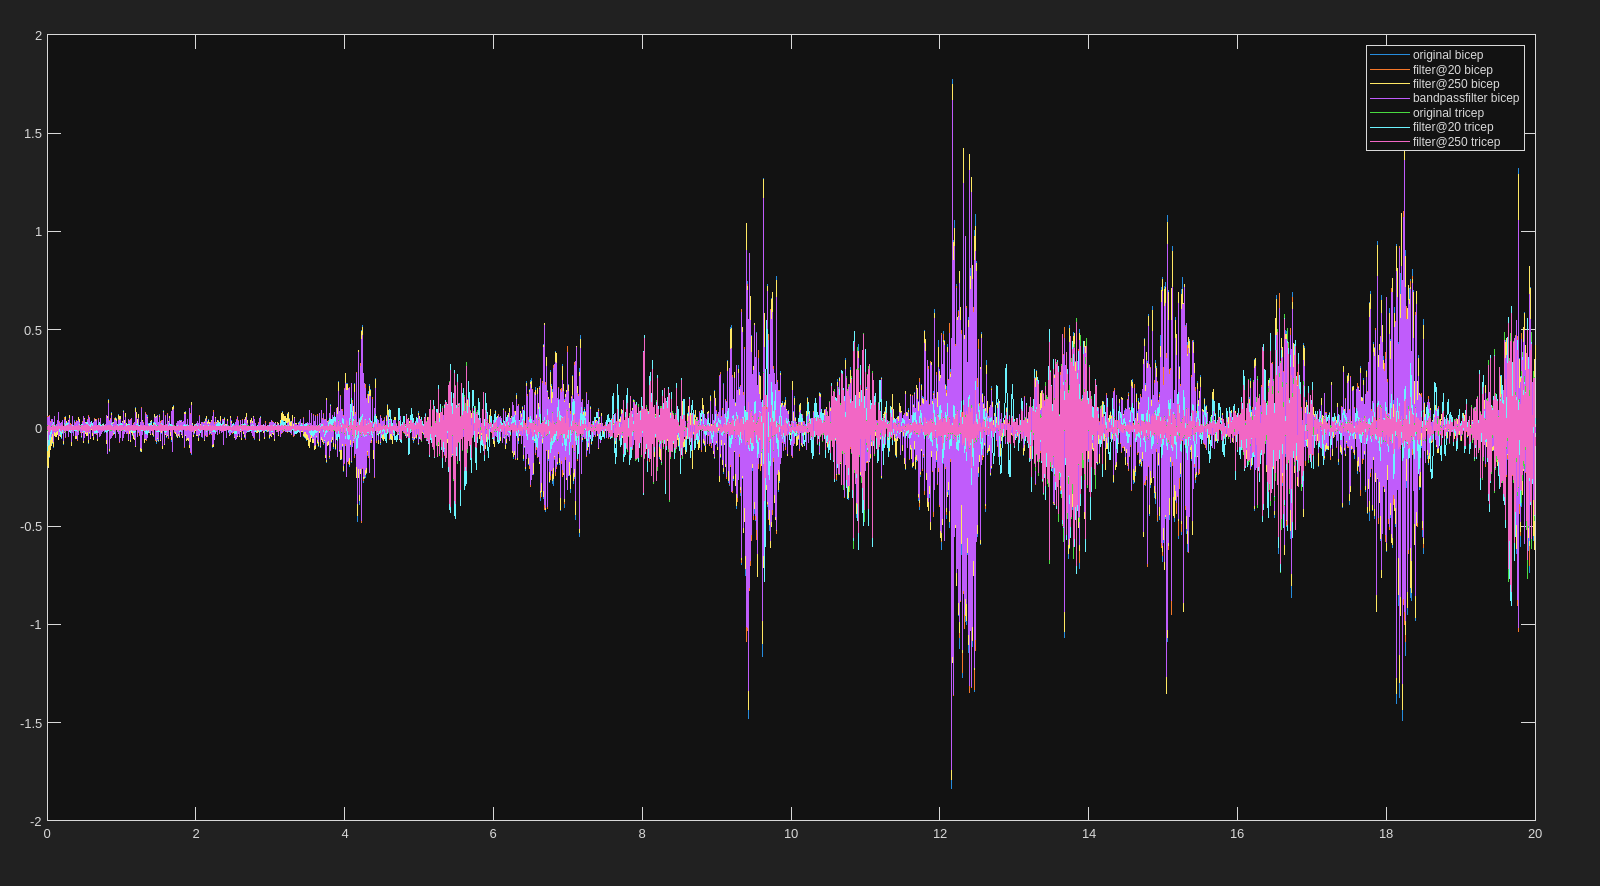 2
1.5
1
0.5
0
-0.5
-1
-1.5
-2
0 2 4 6 8 10 12 14 16 18 20
original bicep
filter@20 bicep
filter@250 bicep
bandpassfilter bicep
original tricep
filter@20 tricep
filter@250 tricep